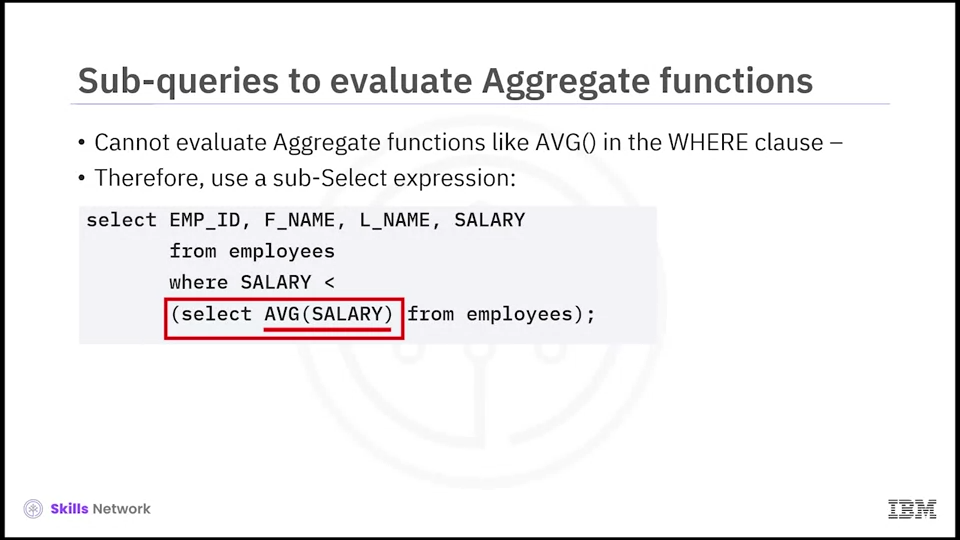 Sub-queries to evaluate Aggregate functions
• Cannot evaluate Aggregate functions like AVG() in the WHERE clause –
• Therefore, use a sub-Select expression:
select EMP_ID, F_NAME, L_NAME, SALARY
from employees
where SALARY <
(select AVG(SALARY) from employees);
Skills Network
IBM